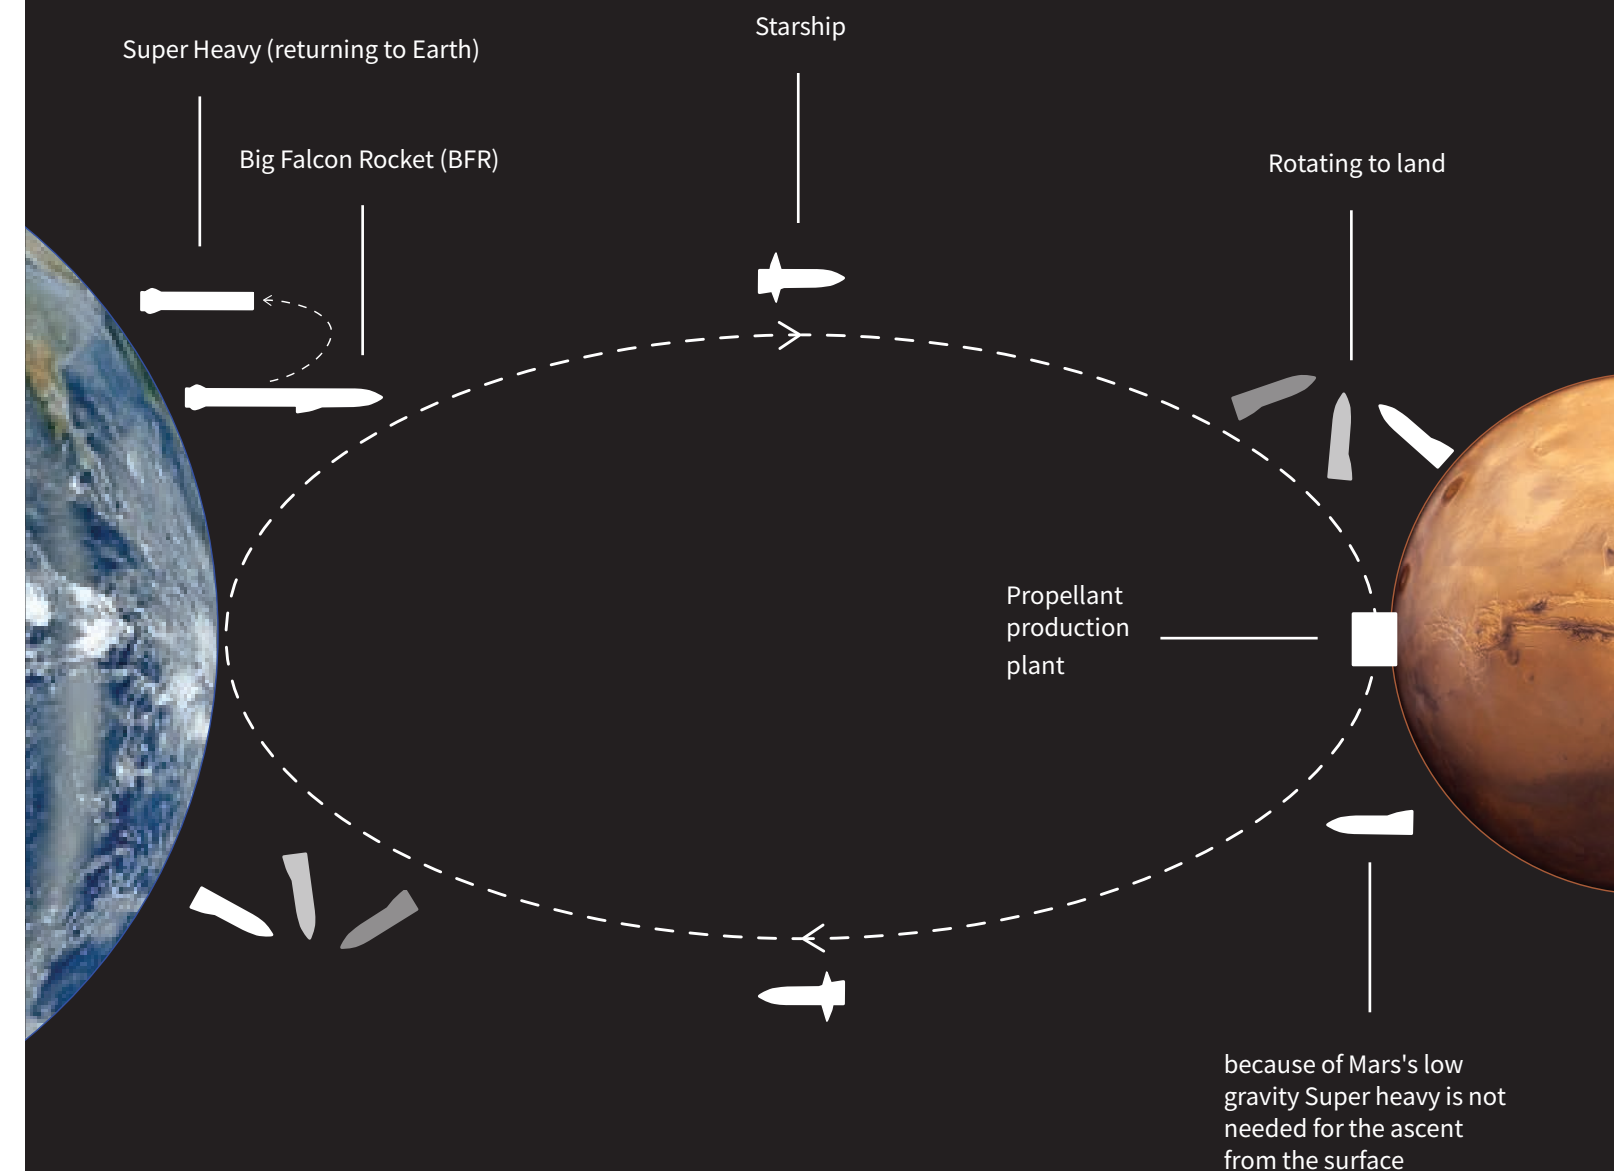 Starship
Super Heavy (returning to Earth)
Big Falcon Rocket (BFR)
Rotating to land
Propellant
production
plant
because of Mars's low
gravity Super heavy is not
needed for the ascent
from the surface